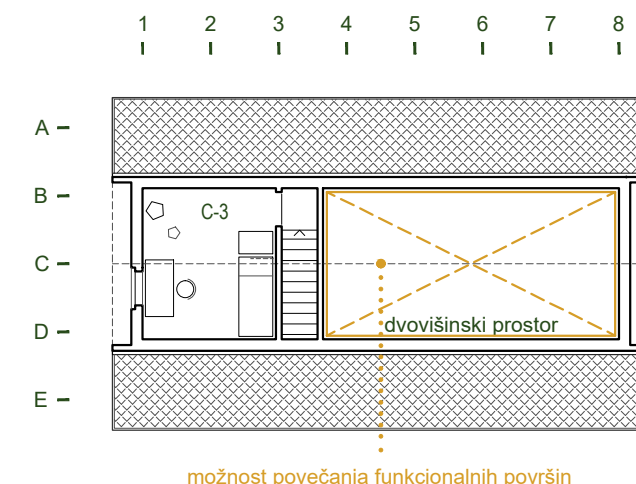 1 2 3 4 5 6 7 8
A
B
C-3
C
D
dvovišinski prostor
E
možnost povečanja funkcionalnih površin